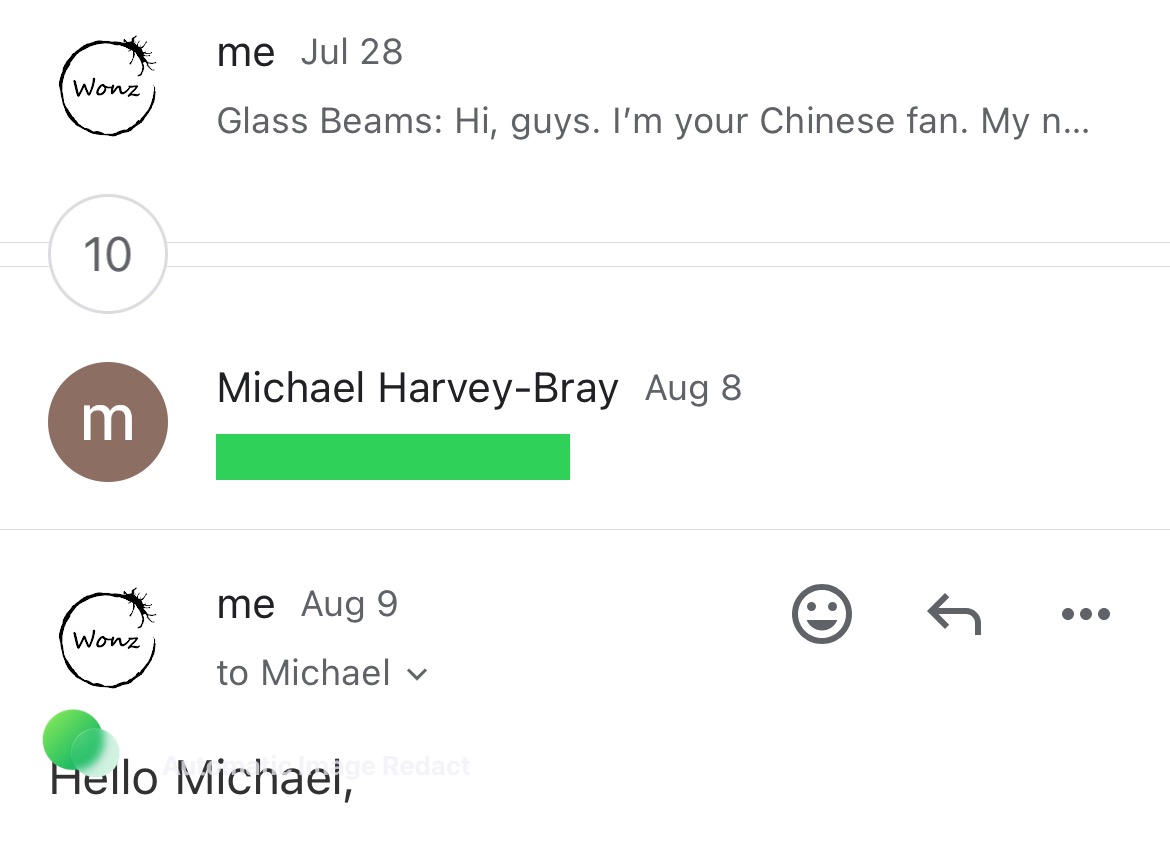 Wonz
me Jul 28
Glass Beams: Hi, guys. I’m your Chinese fan. My n...
10
m
Michael Harvey-Bray Aug 8
Wonz
me Aug 9
to Michael
Automatic Image Redact
Hello Michael,